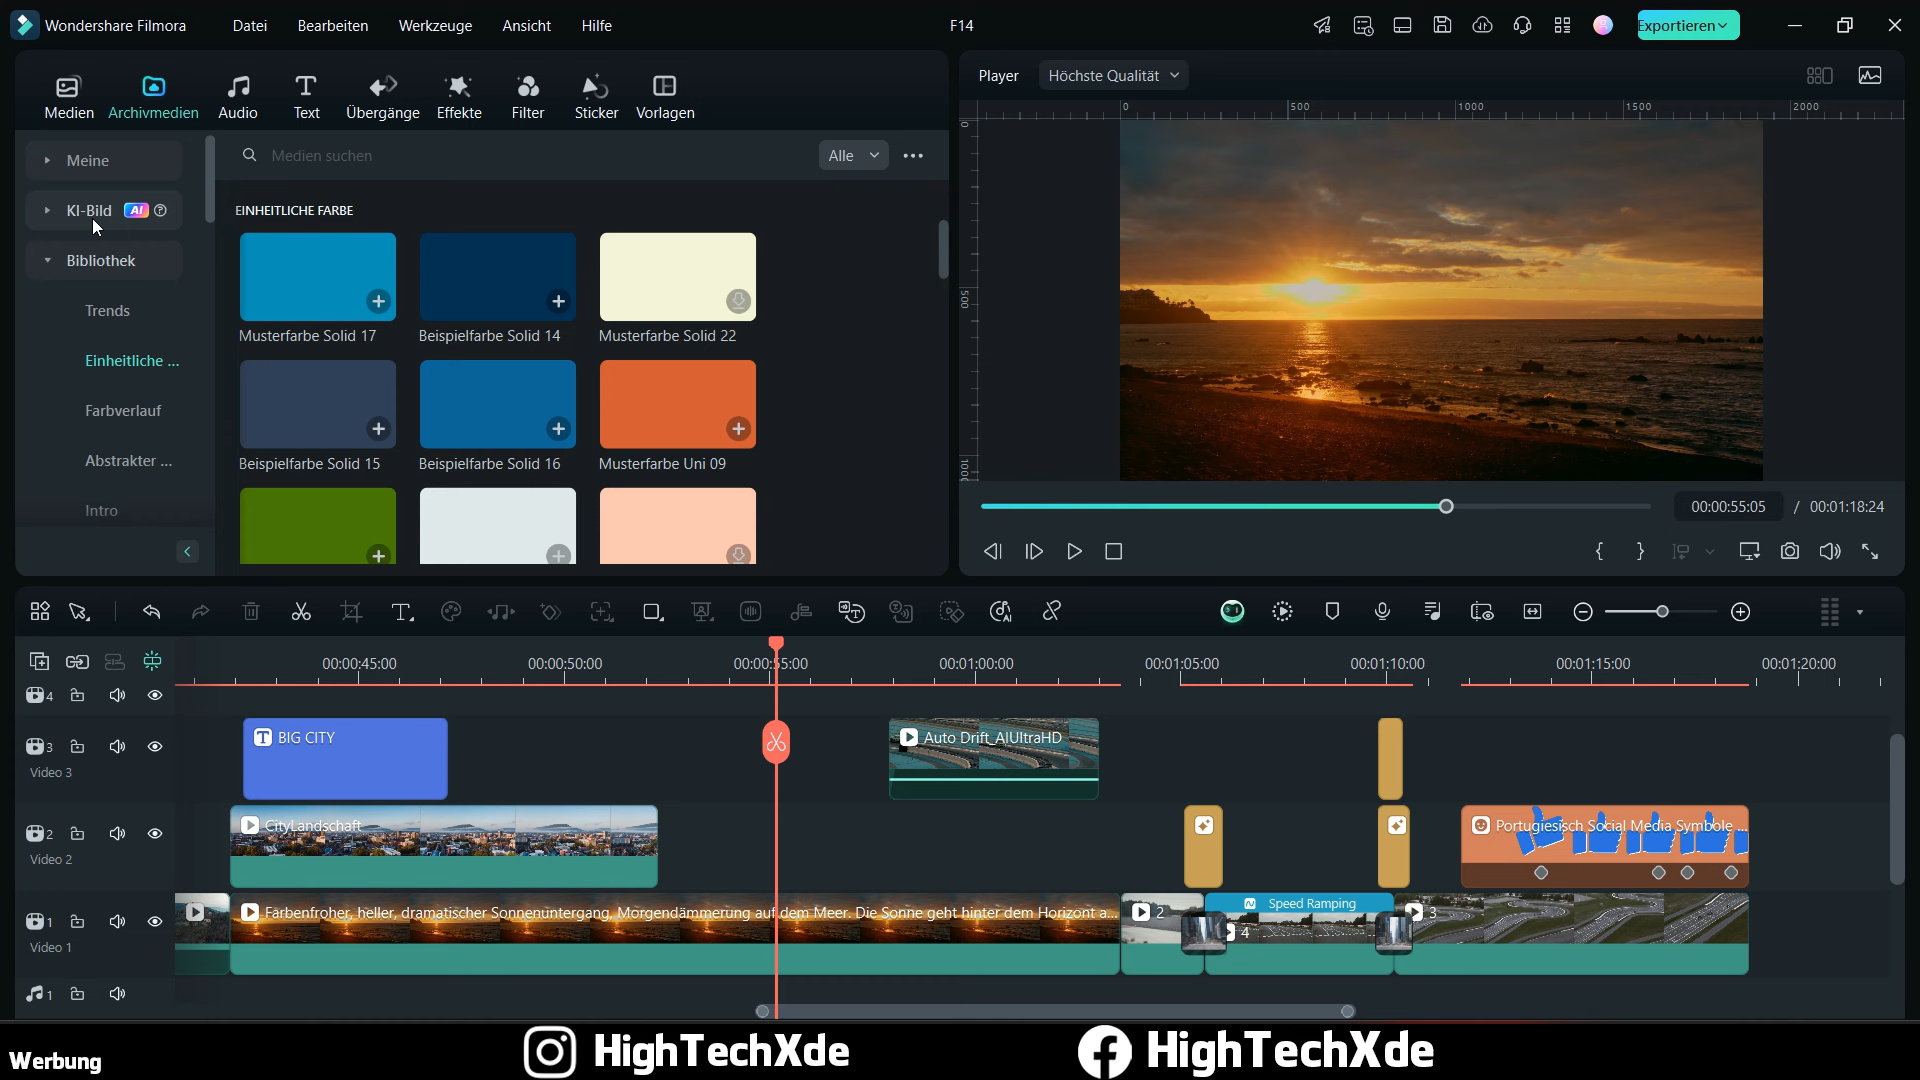 Wondershare Filmora
Datei
Bearbeiten
Werkzeuge
Ansicht
Hilfe
F14
Exportieren
Medien
Archivmedien
Audio
Text
Übergänge
Effekte
Filter
Sticker
Vorlagen
Player
Höchste Qualität
0
500
1000
1500
2000
0
500
Meine
KI-Bild AI
Bibliothek
Trends
Einheitliche ...
Farbverlauf
Abstrakter ...
Intro
Medien suchen
Alle
EINHEITLICHE FARBE
Musterfarbe Solid 17
Beispielfarbe Solid 14
Musterfarbe Solid 22
Beispielfarbe Solid 15
Beispielfarbe Solid 16
Musterfarbe Uni 09
00:00:55:05 / 00:01:18:24
00:00:45:00
00:00:50:00
00:00:55:00
00:01:00:00
00:01:05:00
00:01:10:00
00:01:15:00
00:01:20:00
4
3
Video 3
BIG CITY
Auto Drift_AIUltraHD
2
Video 2
CityLandschaft
Portugiesisch Social Media Symbole ...
1
Video 1
Farbenfroher, heller, dramatischer Sonnenuntergang, Morgendämmerung auf dem Meer. Die Sonne geht hinter dem Horizont a...
2
Speed Ramping
4
3
1
Werbung
HighTechXde
HighTechXde